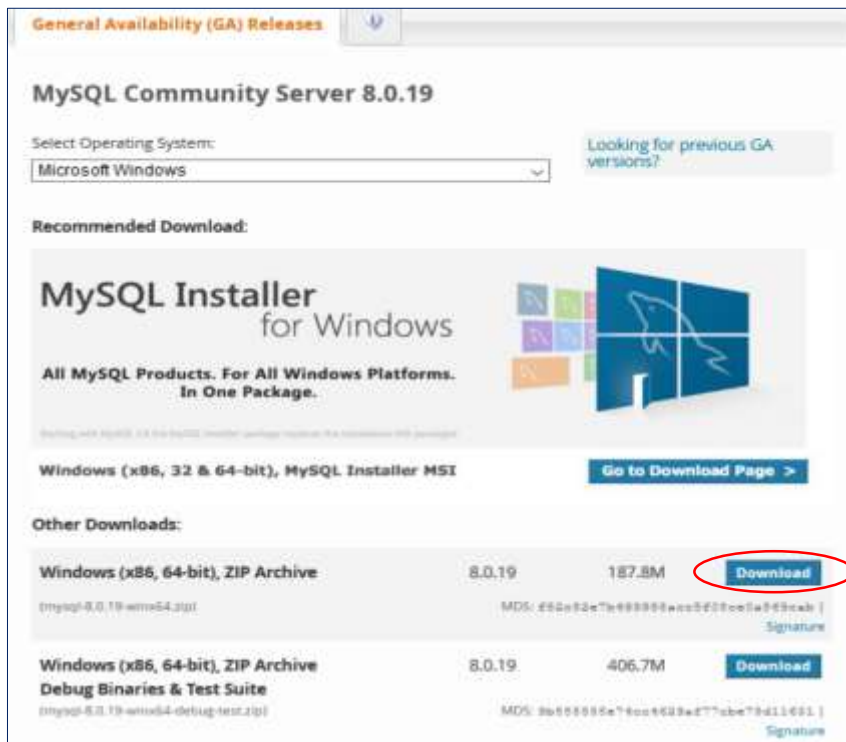 General Availability (GA) Releases
MySQL Community Server 8.0.19
Select Operating System:
Looking for previous GA
versions?
Microsoft Windows
Recommended Download:
MySQL Installer
for Windows
All MySQL Products. For All Windows Platforms.
In One Package.
Windows (x86, 32 & 64-bit), MySQL Installer MSI
Go to Download Page >
Other Downloads:
Windows (x86, 64-bit), ZIP Archive 8.0.19 187.8M Download
(mysql-8.0.19-winx64.zip) MD5: |
Signature
Windows (x86, 64-bit), ZIP Archive 8.0.19 406.7M Download
Debug Binaries & Test Suite
(mysql-8.0.19-winx64-debug-test.zip) MD5: |
Signature